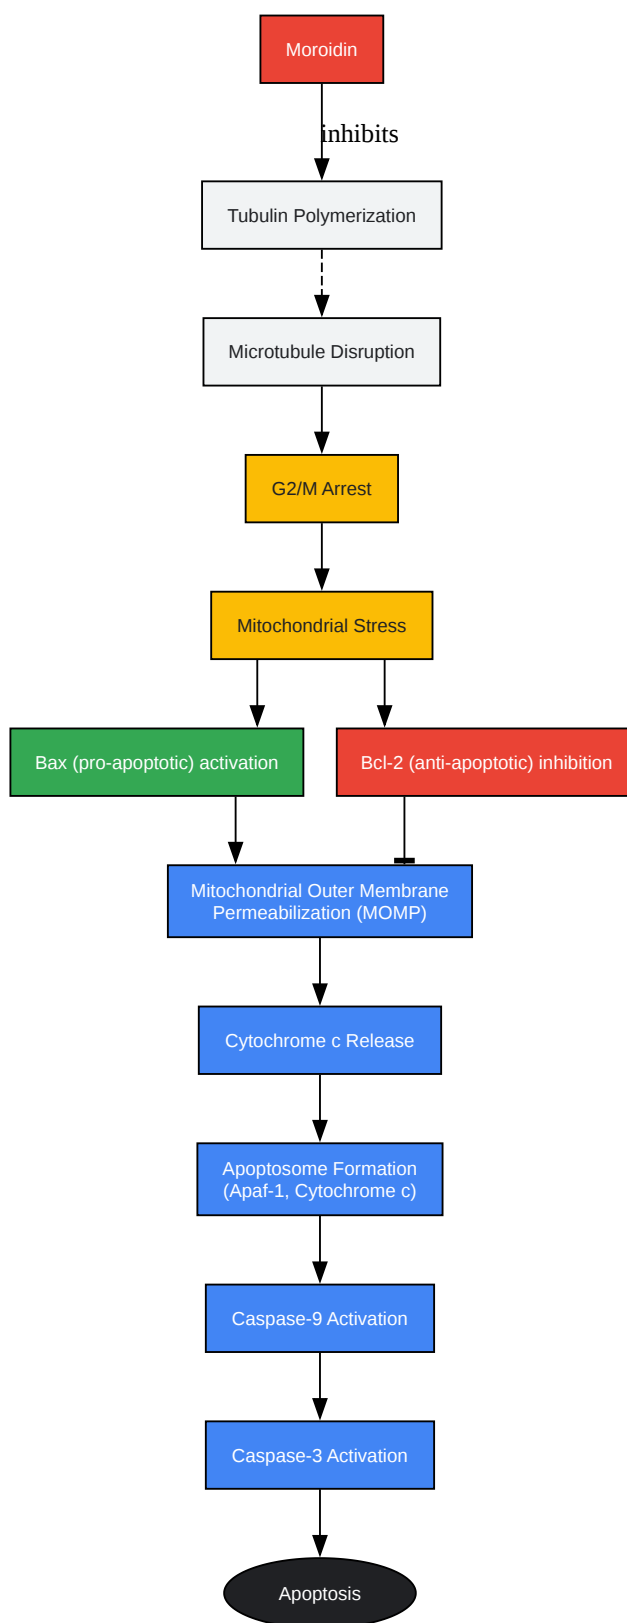 Moroidin
inhibits
Tubulin Polymerization
Microtubule Disruption
G2/M Arrest
Mitochondrial Stress
Bax (pro-apoptotic) activation
Bcl-2 (anti-apoptotic) inhibition
Mitochondrial Outer Membrane
Permeabilization (MOMP)
Cytochrome c Release
Apoptosome Formation
(Apaf-1, Cytochrome c)
Caspase-9 Activation
Caspase-3 Activation
Apoptosis